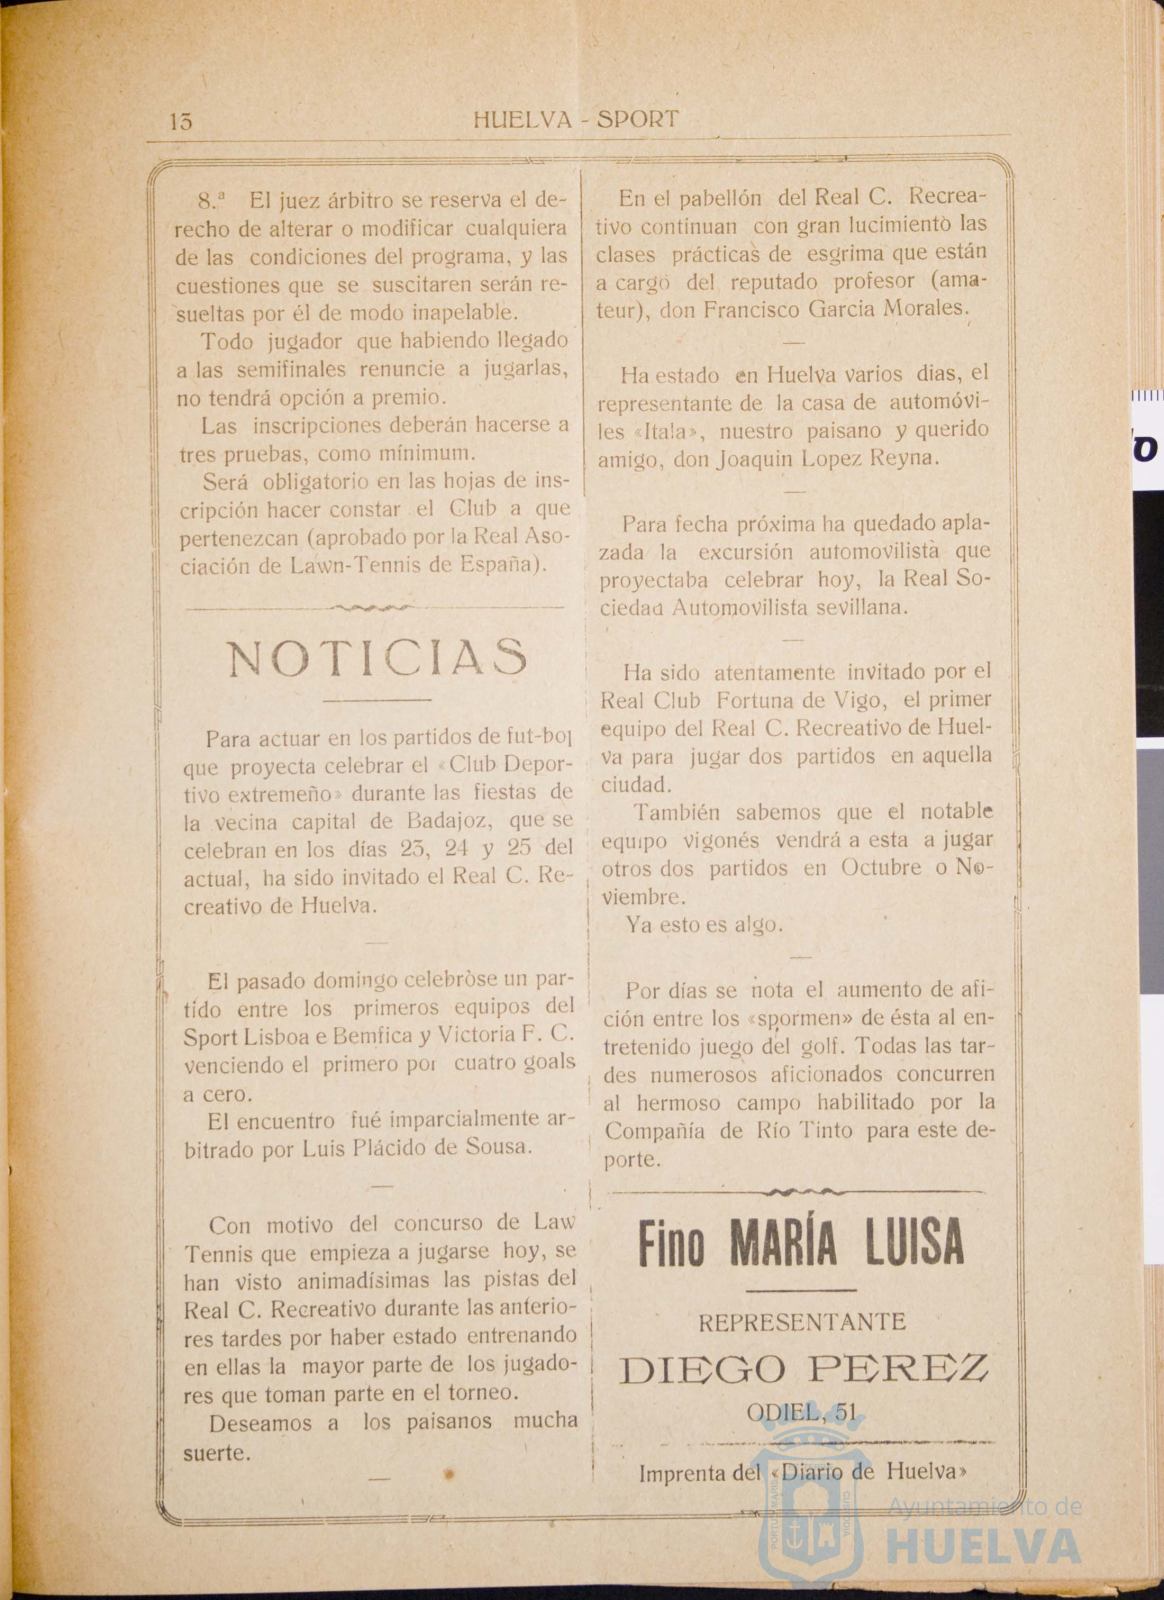 13
HUELVA - SPORT
8.ª El juez árbitro se reserva el de-
recho de alterar o modificar cualquiera
de las condiciones del programa, y las
cuestiones que se suscitaren serán re-
sueltas por él de modo inapelable.
Todo jugador que habiendo llegado
a las semifinales renuncie a jugarlas,
no tendrá opción a premio.
Las inscripciones deberán hacerse a
tres pruebas, como mínimum.
Será obligatorio en las hojas de ins-
cripción hacer constar el Club a que
pertenezcan (aprobado por la Real Aso-
ciación de Lawn-Tennis de España).
NOTICIAS
Para actuar en los partidos de fut-bol
que proyecta celebrar el «Club Depor-
tivo extremeño» durante las fiestas de
la vecina capital de Badajoz, que se
celebran en los días 23, 24 y 25 del
actual, ha sido invitado el Real C. Re-
creativo de Huelva.
El pasado domingo celebròse un par-
tido entre los primeros equipos del
Sport Lisboa e Bemfica y Victoria F. C.
venciendo el primero por cuatro goals
a cero.
El encuentro fué imparcialmente ar-
bitrado por Luis Plácido de Sousa.
Con motivo del concurso de Law
Tennis que empieza a jugarse hoy, se
han visto animadísimas las pistas del
Real C. Recreativo durante las anterio-
res tardes por haber estado entrenando
en ellas la mayor parte de los jugado-
res que toman parte en el torneo.
Deseamos a los paisanos mucha
suerte.
En el pabellón del Real C. Recrea-
tivo continuan con gran lucimiento las
clases prácticas de esgrima que están
a cargo del reputado profesor (ama-
teur), don Francisco Garcia Morales.
Ha estado en Huelva varios dias, el
representante de la casa de automóvi-
les «Itala», nuestro paisano y querido
amigo, don Joaquin Lopez Reyna.
Para fecha próxima ha quedado apla-
zada la excursión automovilista que
proyectaba celebrar hoy, la Real So-
ciedad Automovilista sevillana.
Ha sido atentamente invitado por el
Real Club Fortuna de Vigo, el primer
equipo del Real C. Recreativo de Huel-
va para jugar dos partidos en aquella
ciudad.
También sabemos que el notable
equipo vigonés vendrá a esta a jugar
otros dos partidos en Octubre o No-
viembre.
Ya esto es algo.
Por días se nota el aumento de afi-
ción entre los «spormen» de ésta al en-
tretenido juego del golf. Todas las tar-
des numerosos aficionados concurren
al hermoso campo habilitado por la
Compañía de Río Tinto para este de-
porte.
Fino MARÍA LUISA
REPRESENTANTE
DIEGO PEREZ
ODIEL, 51
Imprenta del «Diario de Huelva»
Ayuntamiento de
HUELVA